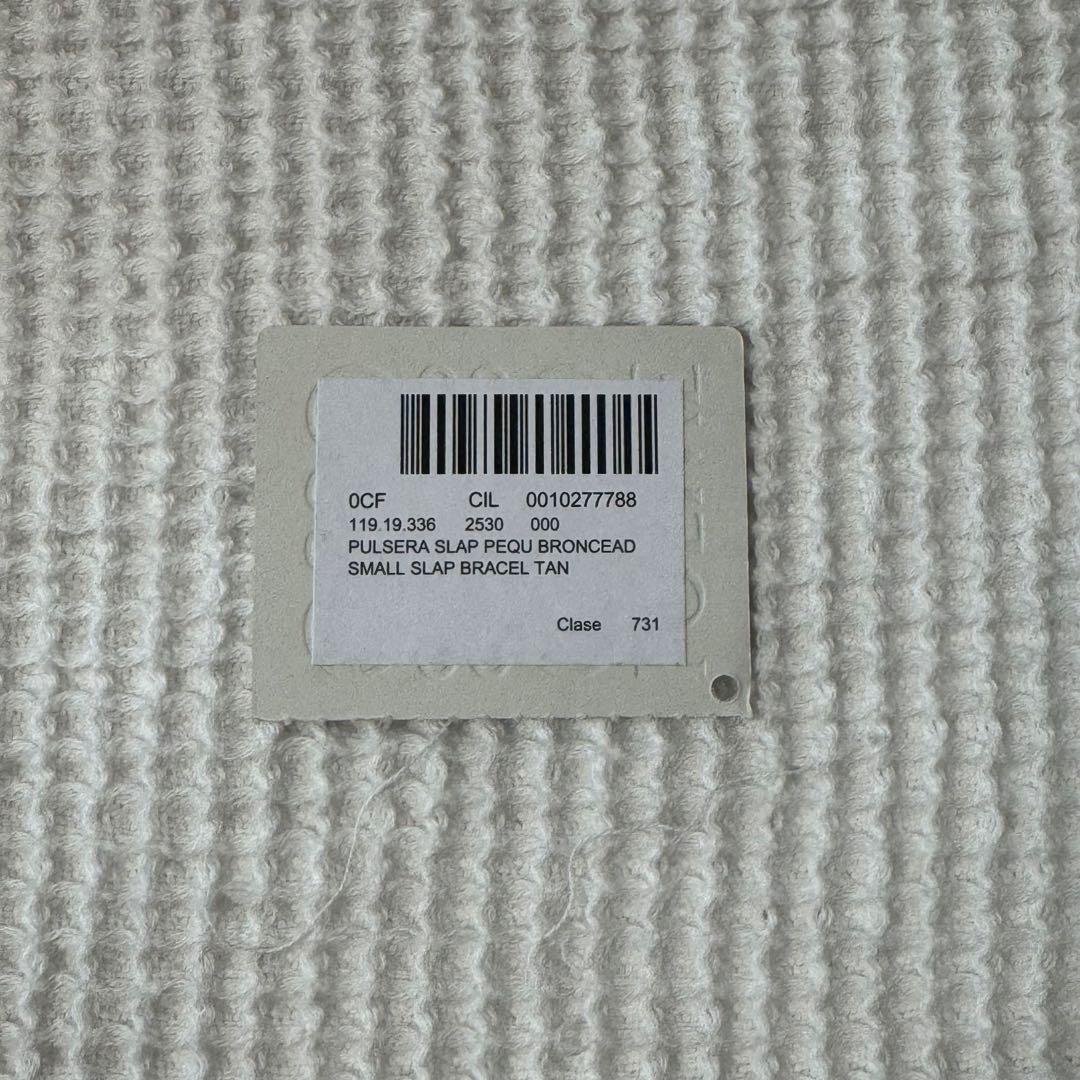 0CF CIL 0010277788
119.19.336 2530 000
PULSERA SLAP PEQU BRONCEAD
SMALL SLAP BRACEL TAN
Clase 731